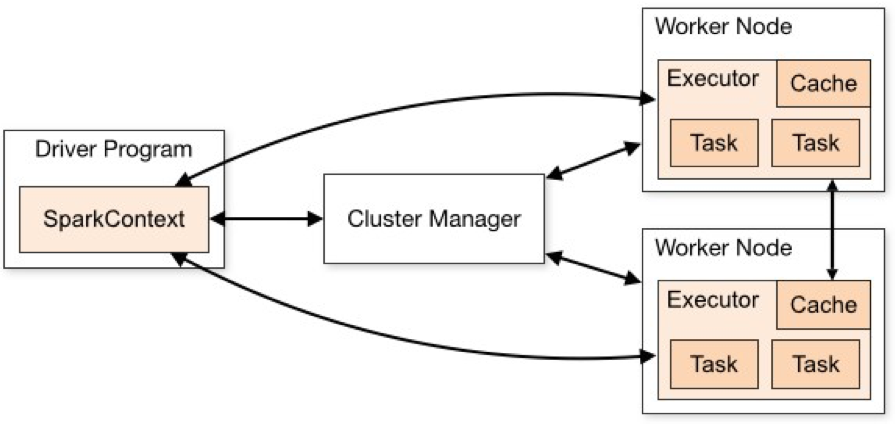 Driver Program
SparkContext
Cluster Manager
Worker Node
Executor
Cache
Task
Task
Worker Node
Executor
Cache
Task
Task